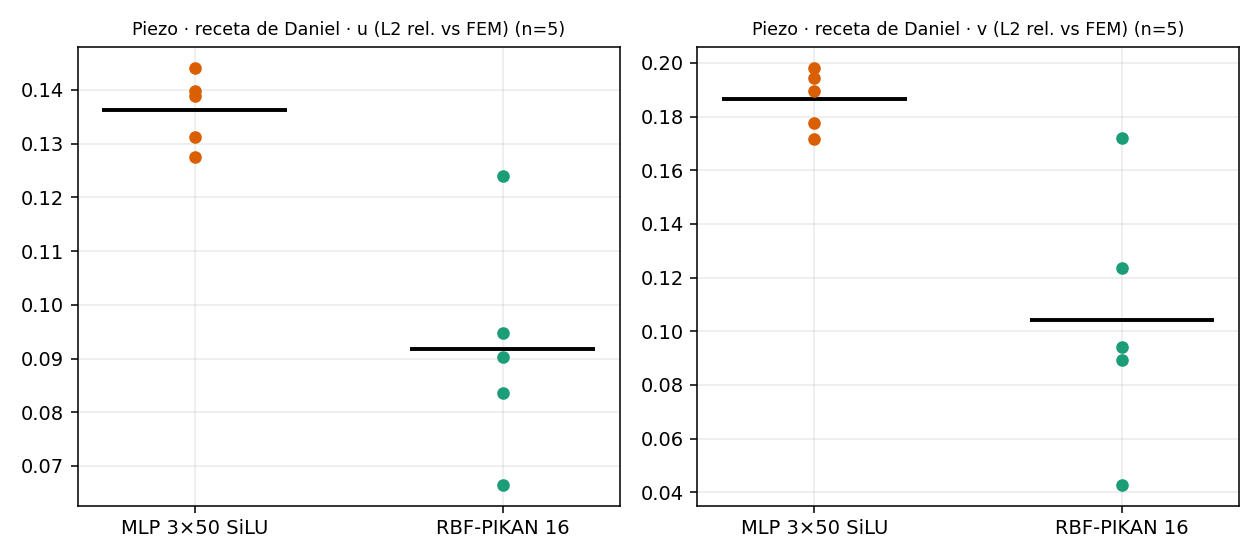 Piezo · receta de Daniel · u (L2 rel. vs FEM) (n=5)
0.14
0.13
0.12
0.11
0.10
0.09
0.08
0.07
MLP 3×50 SiLU
RBF-PIKAN 16
Piezo · receta de Daniel · v (L2 rel. vs FEM) (n=5)
0.20
0.18
0.16
0.14
0.12
0.10
0.08
0.06
0.04
MLP 3×50 SiLU
RBF-PIKAN 16